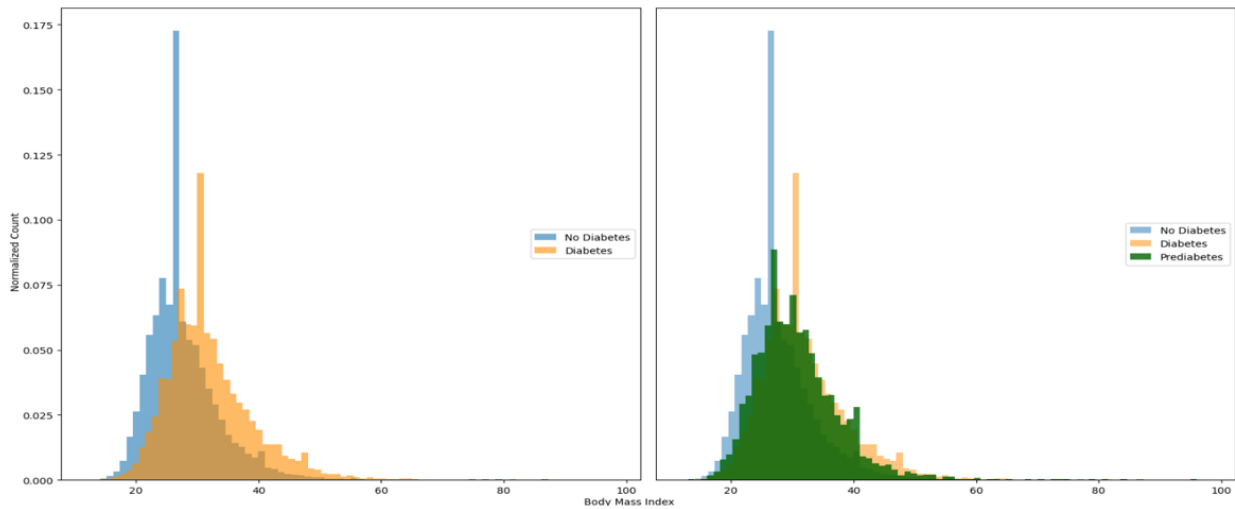 0.175
0.150
0.125
0.100
0.075
0.050
0.025
0.000
Normalized Count
No Diabetes
Diabetes
20
40
60
80
100
No Diabetes
Diabetes
Prediabetes
20
40
60
80
100
Body Mass Index